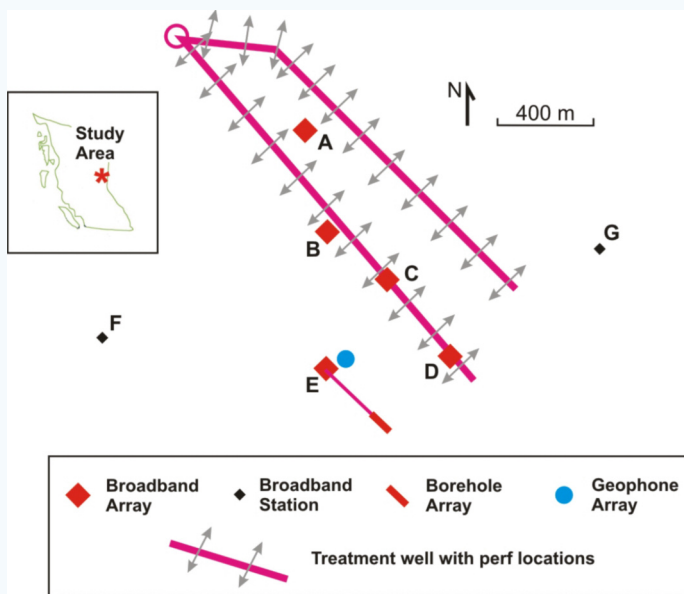 N
400 m
Study
Area
*
A
B
C
G
F
E
D
Broadband
Array
Broadband
Station
Borehole
Array
Geophone
Array
Treatment well with perf locations